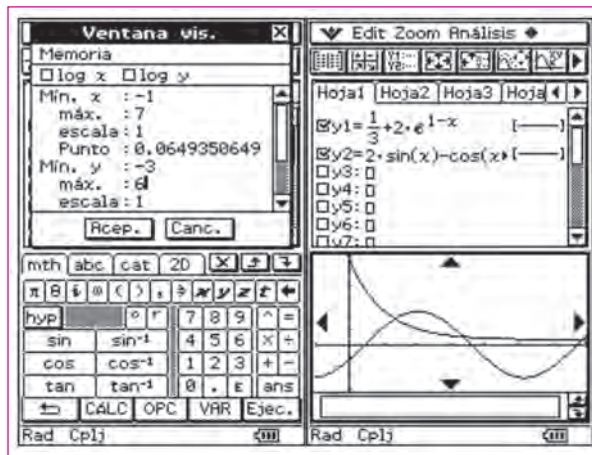 Ventana vis.
Memoria
log x log y
Mín. x :-1
máx. :7
escala:1
Punto :0.0649350649
Mín. y :-3
máx. :6
escala:1
Acep. Canc.
mth abc cat 2D
π θ i ∞ ( ) , ⇒ x y z t ←
hyp ° r 7 8 9 ^ =
sin sin⁻¹ 4 5 6 × ÷
cos cos⁻¹ 1 2 3 + −
tan tan⁻¹ 0 . E ans
CALC OPC VAR Ejec.
Rad Cplj
Edit Zoom Análisis
Y1: Y2:
Hoja1 Hoja2 Hoja3 Hoja
y1=1/3+2·e^1-x
y2=2·sin(x)-cos(x
y3:
y4:
y5:
y6:
y7:
Rad Cplj